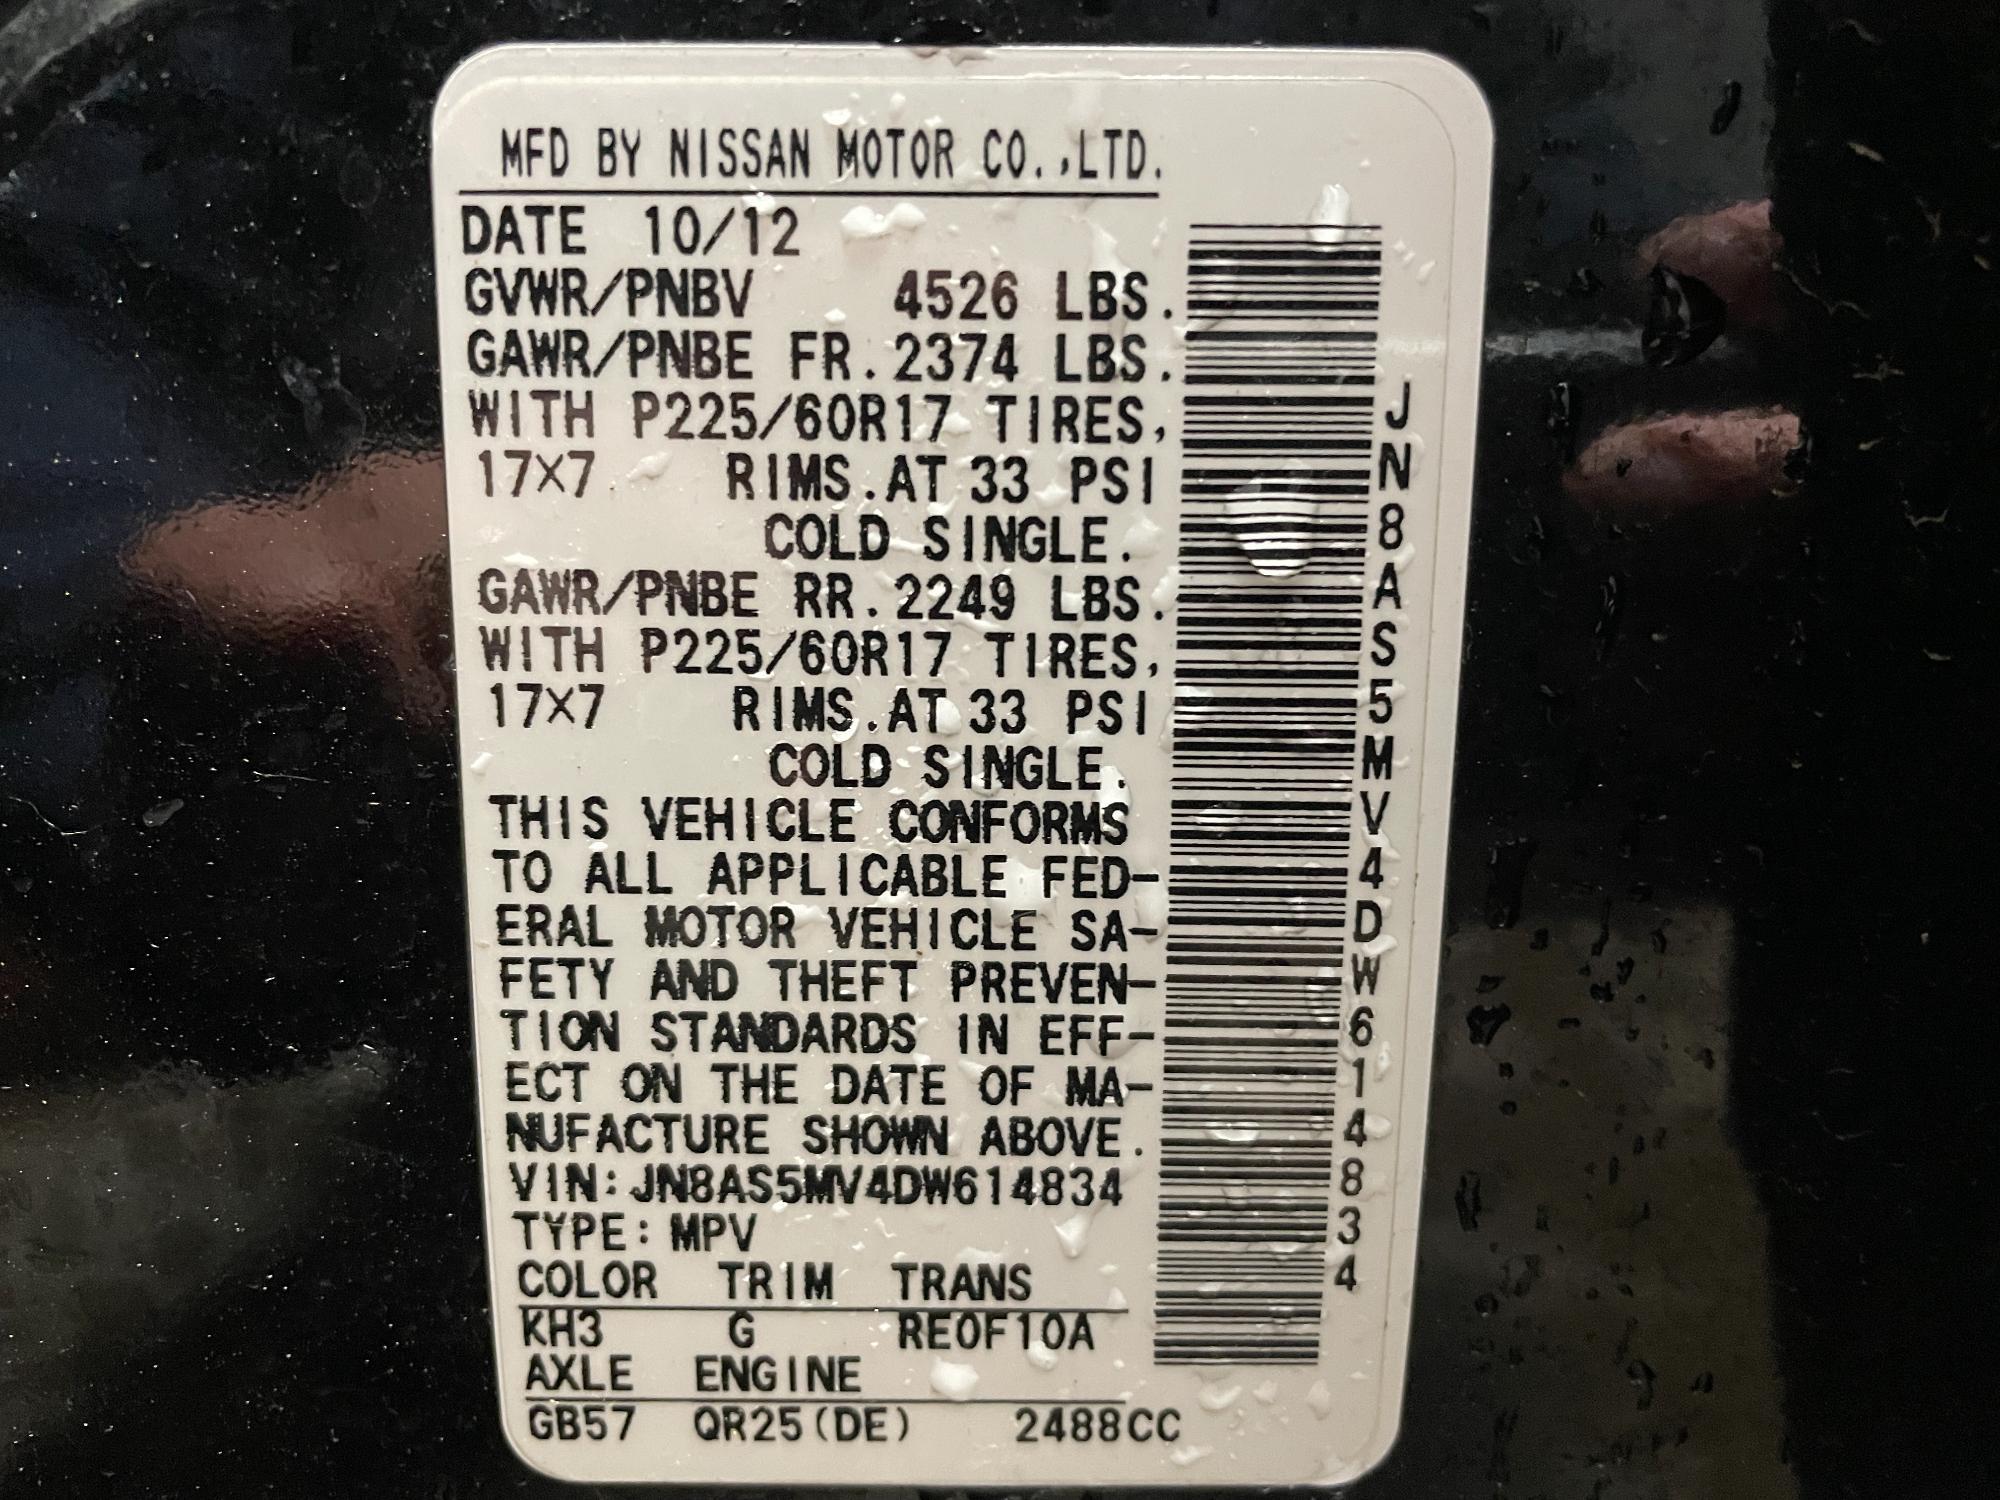 MFD BY NISSAN MOTOR CO.,LTD.
DATE 10/12
GVWR/PNBV 4526 LBS.
GAWR/PNBE FR.2374 LBS.
WITH P225/60R17 TIRES,
17X7 RIMS.AT 33 PSI
COLD SINGLE.
GAWR/PNBE RR.2249 LBS.
WITH P225/60R17 TIRES,
17X7 RIMS.AT 33 PSI
COLD SINGLE.
THIS VEHICLE CONFORMS
TO ALL APPLICABLE FED-
ERAL MOTOR VEHICLE SA-
FETY AND THEFT PREVEN-
TION STANDARDS IN EFF-
ECT ON THE DATE OF MA-
NUFACTURE SHOWN ABOVE.
VIN:JN8AS5MV4DW614834
TYPE:MPV
COLOR TRIM TRANS
KH3 G RE0F10A
AXLE ENGINE
GB57 QR25(DE) 2488CC
JN8AS5MV4DW614834